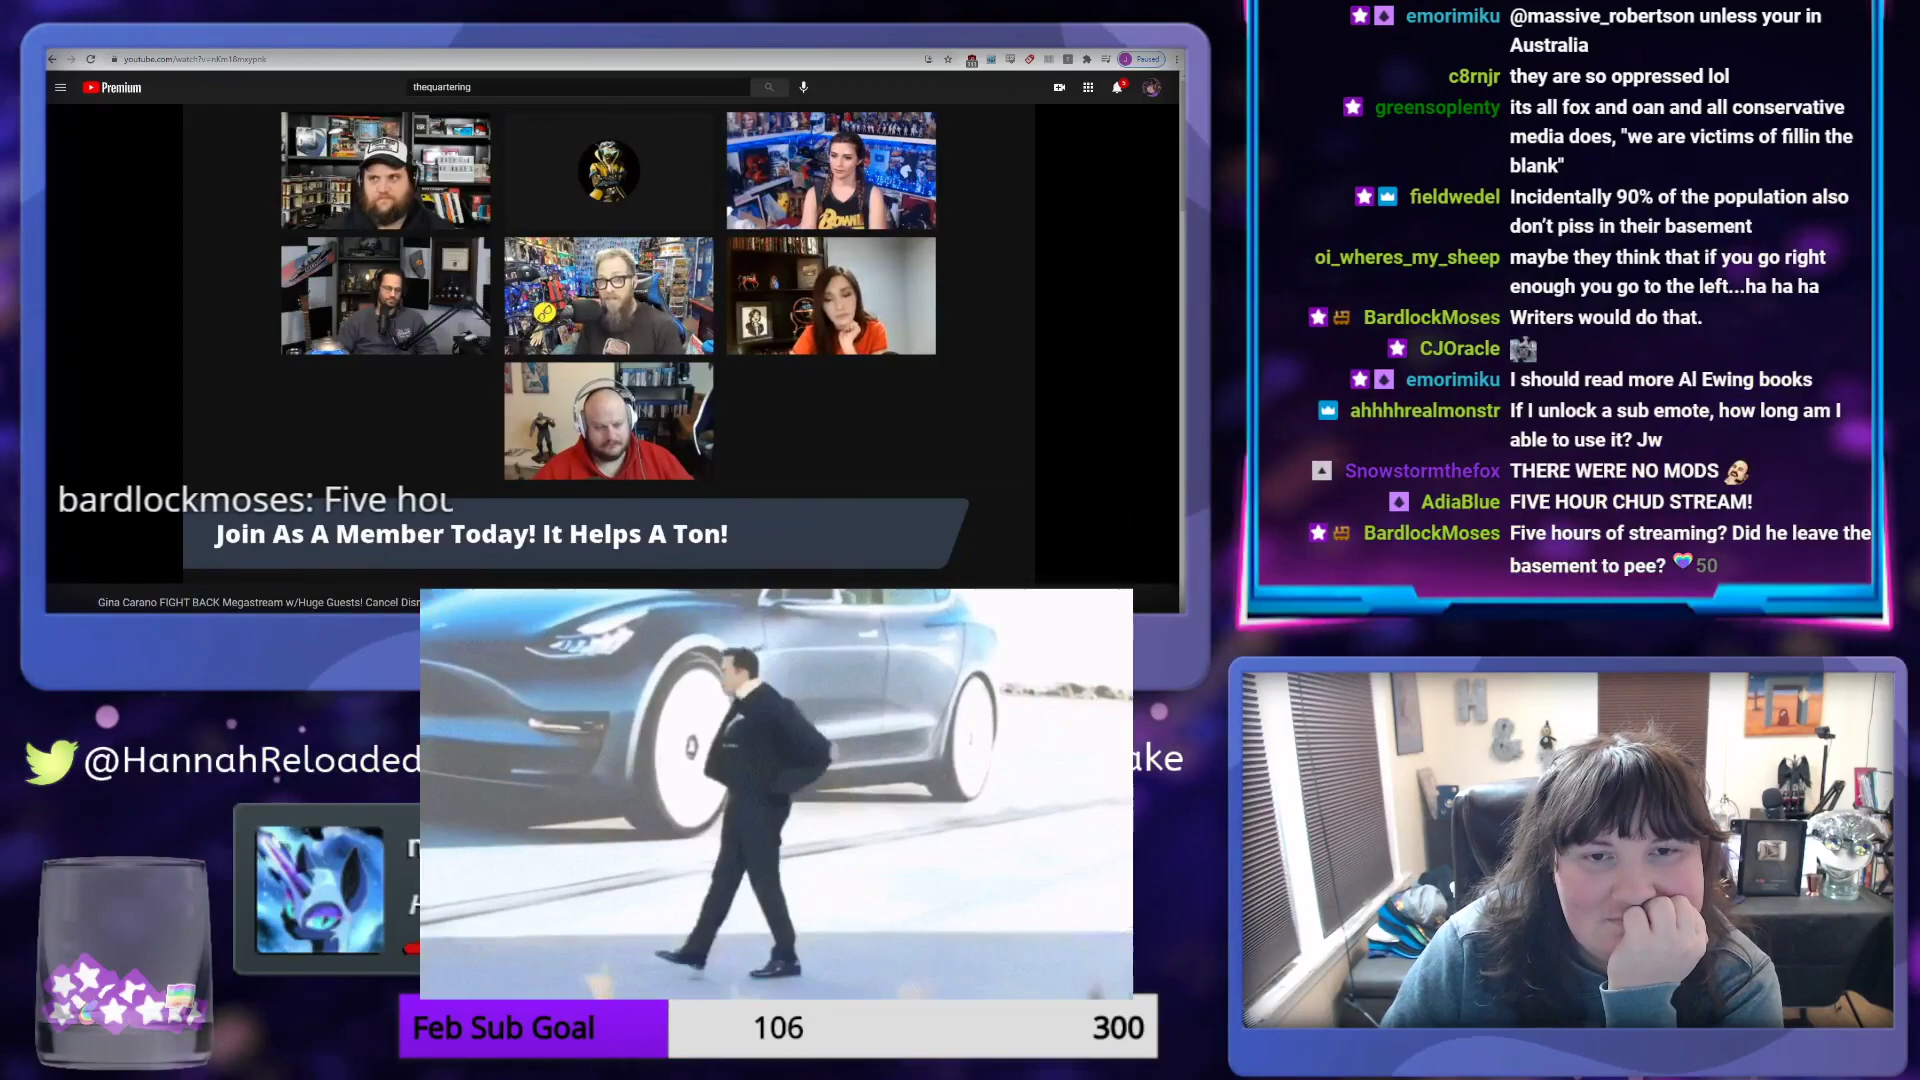 youtube.com/watch?v=nKm18mxypnk
Paused
Premium
thequartering
bardlockmoses: Five hou
Join As A Member Today! It Helps A Ton!
Gina Carano FIGHT BACK Megastream w/Huge Guests! Cancel Disn
@HannahReloaded
ake
Feb Sub Goal
106
300
emorimiku @massive_robertson unless your in
Australia
c8rnjr they are so oppressed lol
greensoplenty its all fox and oan and all conservative
media does, "we are victims of fillin the
blank"
fieldwedel Incidentally 90% of the population also
don’t piss in their basement
oi_wheres_my_sheep maybe they think that if you go right
enough you go to the left...ha ha ha
BardlockMoses Writers would do that.
CJOracle
emorimiku I should read more Al Ewing books
ahhhhrealmonstr If I unlock a sub emote, how long am I
able to use it? Jw
Snowstormthefox THERE WERE NO MODS
AdiaBlue FIVE HOUR CHUD STREAM!
BardlockMoses Five hours of streaming? Did he leave the
basement to pee? 50
H
&